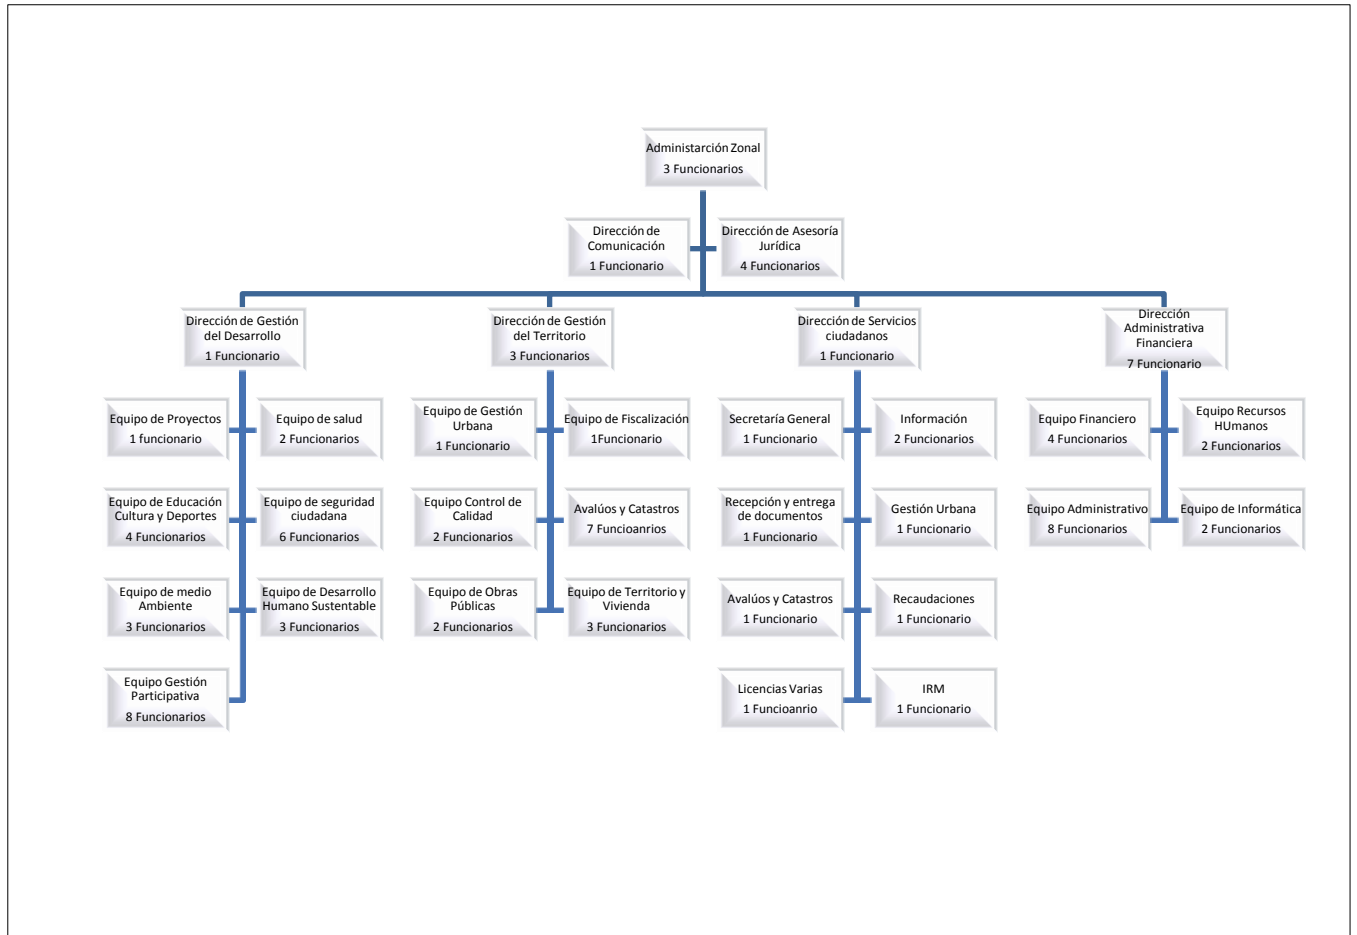 Administarción Zonal
3 Funcionarios
Dirección de
Comunicación
1 Funcionario
Dirección de Asesoría
Jurídica
4 Funcionarios
Dirección de Gestión
del Desarrollo
1 Funcionario
Dirección de Gestión
del Territorio
3 Funcionarios
Dirección de Servicios
ciudadanos
1 Funcionario
Dirección
Administrativa
Financiera
7 Funcionario
Equipo de Proyectos
1 funcionario
Equipo de salud
2 Funcionarios
Equipo de Gestión
Urbana
1 Funcionario
Equipo de Fiscalización
1Funcionario
Secretaría General
1 Funcionario
Información
2 Funcionarios
Equipo Financiero
4 Funcionarios
Equipo Recursos
HUmanos
2 Funcionarios
Equipo de Educación
Cultura y Deportes
4 Funcionarios
Equipo de seguridad
ciudadana
6 Funcionarios
Equipo Control de
Calidad
2 Funcionarios
Avalúos y Catastros
7 Funcioanrios
Recepción y entrega
de documentos
1 Funcionario
Gestión Urbana
1 Funcionario
Equipo Administrativo
8 Funcionarios
Equipo de Informática
2 Funcionarios
Equipo de medio
Ambiente
3 Funcionarios
Equipo de Desarrollo
Humano Sustentable
3 Funcionarios
Equipo de Obras
Públicas
2 Funcionarios
Equipo de Territorio y
Vivienda
3 Funcionarios
Avalúos y Catastros
1 Funcionario
Recaudaciones
1 Funcionario
Equipo Gestión
Participativa
8 Funcionarios
Licencias Varias
1 Funcioanrio
IRM
1 Funcionario